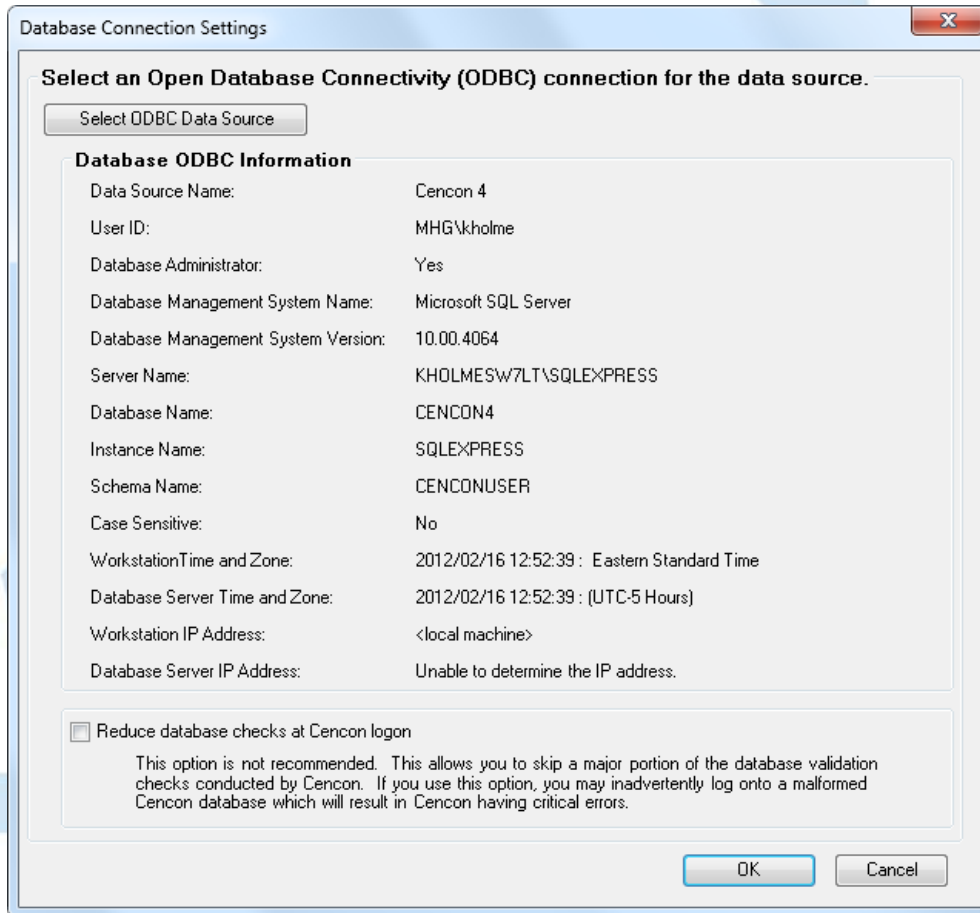 Database Connection Settings
Select an Open Database Connectivity (ODBC) connection for the data source.
Select ODBC Data Source
Database ODBC Information
Data Source Name: Cencon 4
User ID: MHG\kholme
Database Administrator: Yes
Database Management System Name: Microsoft SQL Server
Database Management System Version: 10.00.4064
Server Name: KHOLMESW7LT\SQLEXPRESS
Database Name: CENCON4
Instance Name: SQLEXPRESS
Schema Name: CENCONUSER
Case Sensitive: No
WorkstationTime and Zone: 2012/02/16 12:52:39 : Eastern Standard Time
Database Server Time and Zone: 2012/02/16 12:52:39 : (UTC-5 Hours)
Workstation IP Address: <local machine>
Database Server IP Address: Unable to determine the IP address.
Reduce database checks at Cencon logon
This option is not recommended. This allows you to skip a major portion of the database validation
checks conducted by Cencon. If you use this option, you may inadvertently log onto a malformed
Cencon database which will result in Cencon having critical errors.
OK Cancel